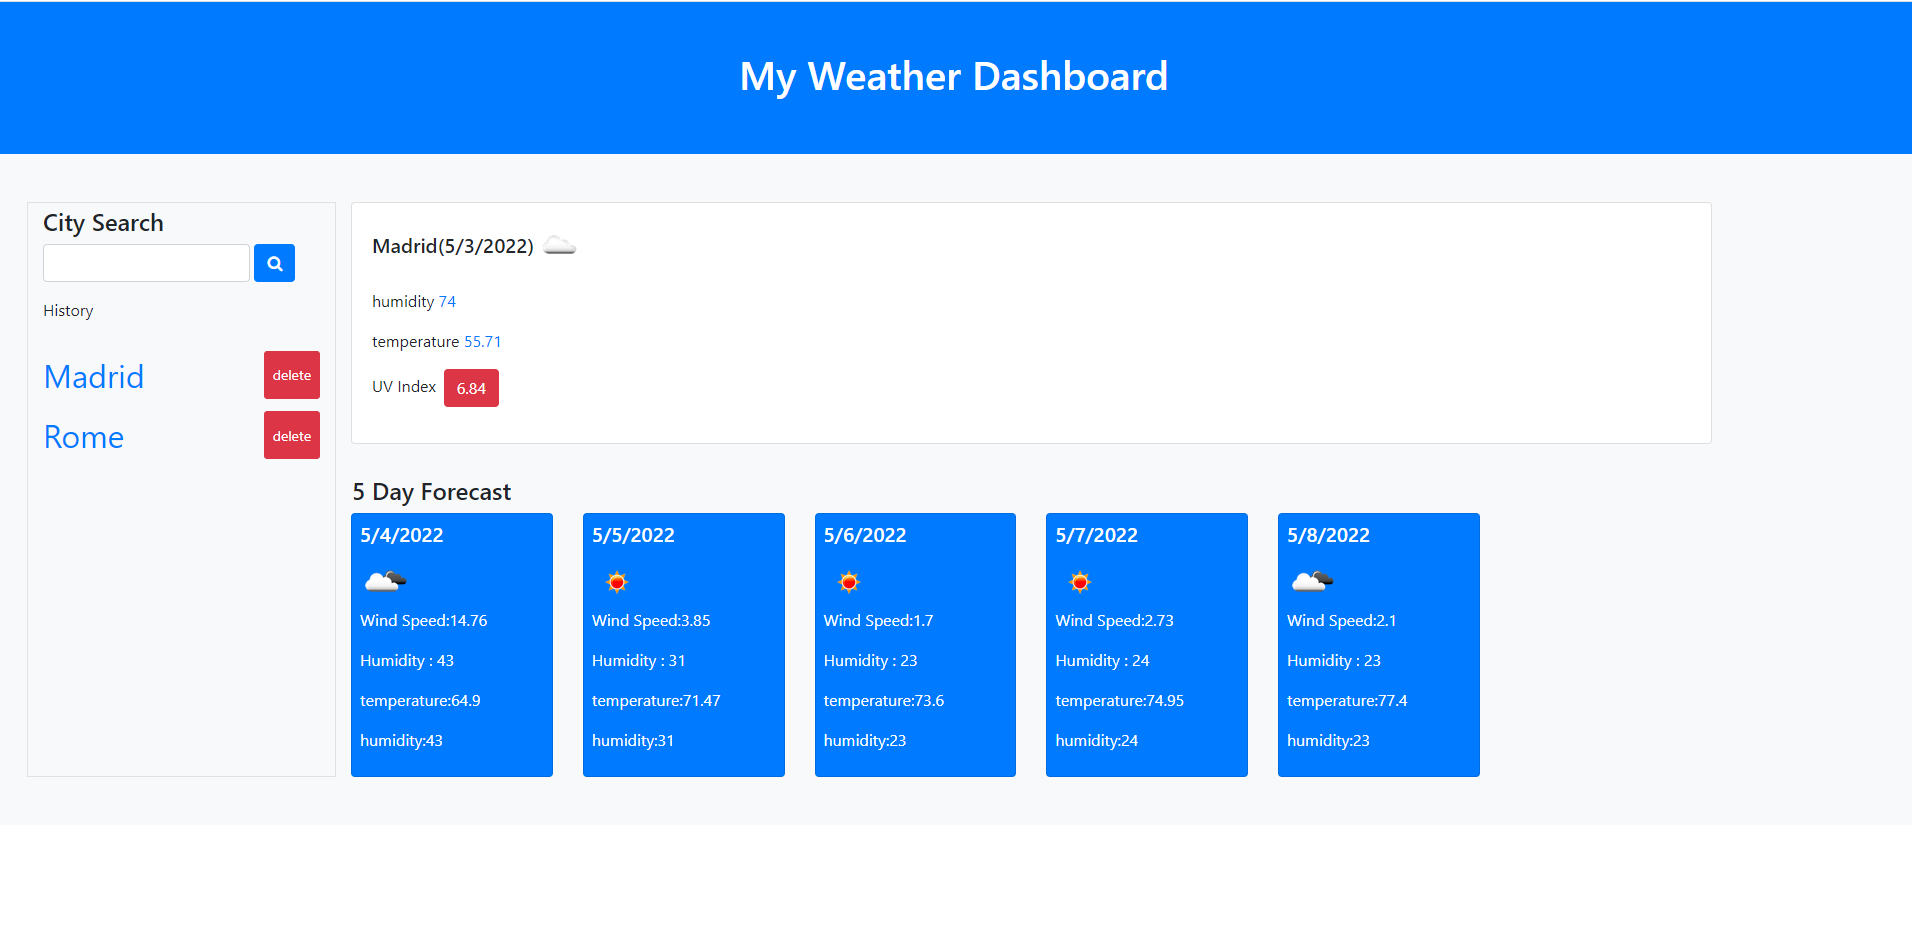 My Weather Dashboard
City Search
History
Madrid
delete
Rome
delete
Madrid(5/3/2022)
humidity 74
temperature 55.71
UV Index 6.84
5 Day Forecast
5/4/2022
Wind Speed:14.76
Humidity : 43
temperature:64.9
humidity:43
5/5/2022
Wind Speed:3.85
Humidity : 31
temperature:71.47
humidity:31
5/6/2022
Wind Speed:1.7
Humidity : 23
temperature:73.6
humidity:23
5/7/2022
Wind Speed:2.73
Humidity : 24
temperature:74.95
humidity:24
5/8/2022
Wind Speed:2.1
Humidity : 23
temperature:77.4
humidity:23